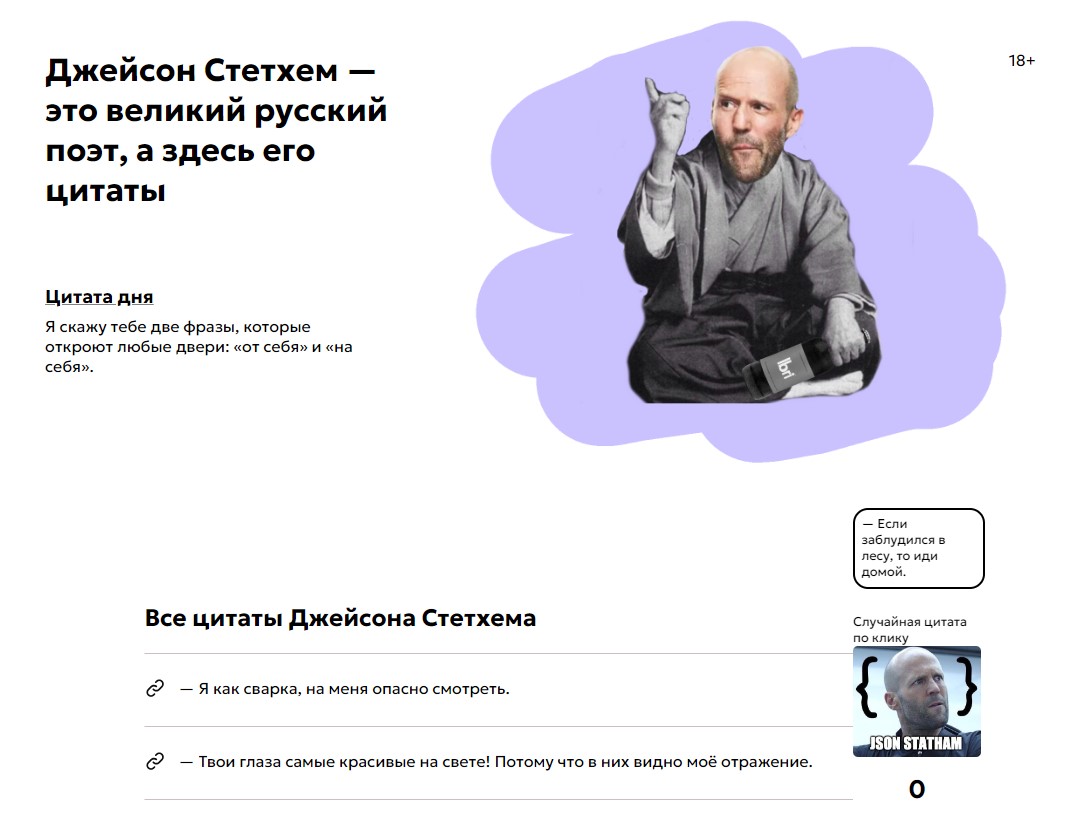 Джейсон Стетхем —
это великий русский
поэт, а здесь его
цитаты
18+
Цитата дня
Я скажу тебе две фразы, которые
откроют любые двери: «от себя» и «на
себя».
lbri
— Если
заблудился в
лесу, то иди
домой.
Все цитаты Джейсона Стетхема
Случайная цитата
по клику
— Я как сварка, на меня опасно смотреть.
{ }
JSON STATHAM
— Твои глаза самые красивые на свете! Потому что в них видно моё отражение.
0